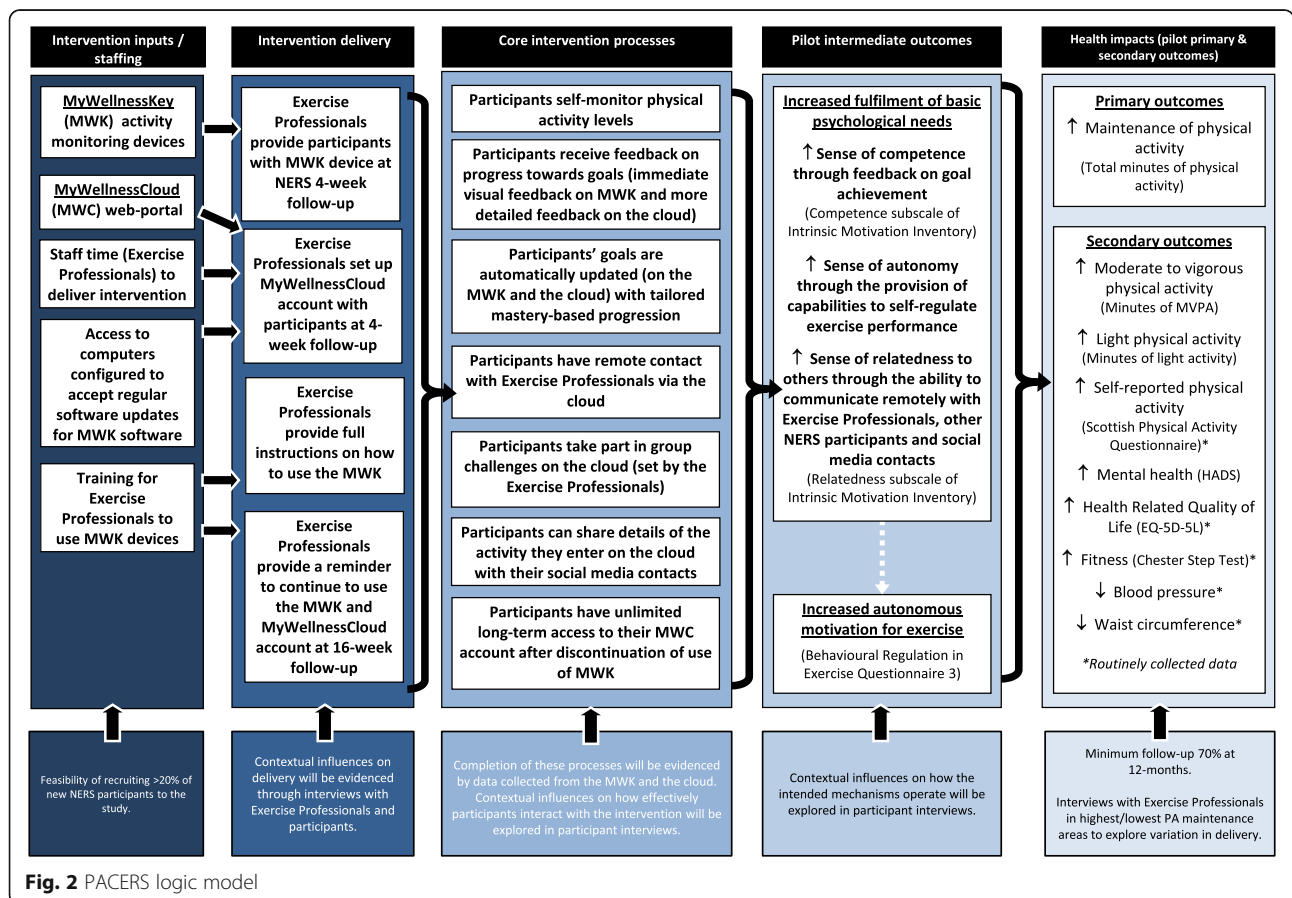 Intervention inputs /
staffing
MyWellnessKey
(MWK) activity
monitoring devices
MyWellnessCloud
(MWC) web-portal
Staff time (Exercise
Professionals) to
deliver intervention
Access to
computers
configured to
accept regular
software updates
for MWK software
Training for
Exercise
Professionals to
use MWK devices
Feasibility of recruiting >20% of
new NERS participants to the
study.
Intervention delivery
Exercise
Professionals
provide participants
with MWK device at
NERS 4-week
follow-up
Exercise
Professionals set up
MyWellnessCloud
account with
participants at 4-
week follow-up
Exercise
Professionals
provide full
instructions on how
to use the MWK
Exercise
Professionals
provide a reminder
to continue to use
the MWK and
MyWellnessCloud
account at 16-week
follow-up
Contextual influences on
delivery will be evidenced
through interviews with
Exercise Professionals and
participants.
Core intervention processes
Participants self-monitor physical
activity levels
Participants receive feedback on
progress towards goals (immediate
visual feedback on MWK and more
detailed feedback on the cloud)
Participants' goals are
automatically updated (on the
MWK and the cloud) with tailored
mastery-based progression
Participants have remote contact
with Exercise Professionals via the
cloud
Participants take part in group
challenges on the cloud (set by the
Exercise Professionals)
Participants can share details of the
activity they enter on the cloud
with their social media contacts
Participants have unlimited
long-term access to their MWC
account after discontinuation of use
of MWK
Completion of these processes will be evidenced
by data collected from the MWK and the cloud.
Contextual influences on how effectively
participants interact with the intervention will be
explored in participant interviews.
Pilot intermediate outcomes
Increased fulfilment of basic
psychological needs
↑ Sense of competence
through feedback on goal
achievement
(Competence subscale of
Intrinsic Motivation Inventory)
↑ Sense of autonomy
through the provision of
capabilities to self-regulate
exercise performance
↑ Sense of relatedness to
others through the ability to
communicate remotely with
Exercise Professionals, other
NERS participants and social
media contacts
(Relatedness subscale of
Intrinsic Motivation Inventory)
Increased autonomous
motivation for exercise
(Behavioural Regulation in
Exercise Questionnaire 3)
Contextual influences on how the
intended mechanisms operate will be
explored in participant interviews.
Health impacts (pilot primary &
secondary outcomes)
Primary outcomes
↑ Maintenance of physical
activity
(Total minutes of physical
activity)
Secondary outcomes
↑ Moderate to vigorous
physical activity
(Minutes of MVPA)
↑ Light physical activity
(Minutes of light activity)
↑ Self-reported physical
activity
(Scottish Physical Activity
Questionnaire)*
↑ Mental health (HADS)
↑ Health Related Quality of
Life (EQ-5D-5L)*
↑ Fitness (Chester Step Test)*
↓ Blood pressure*
↓ Waist circumference*
*Routinely collected data
Minimum follow-up 70% at
12-months.
Interviews with Exercise Professionals
in highest/lowest PA maintenance
areas to explore variation in delivery.
Fig. 2 PACERS logic model